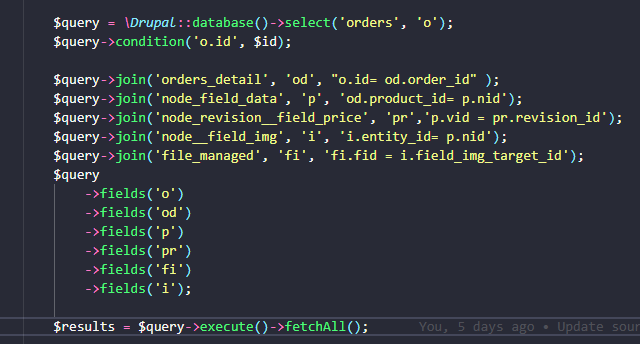 $query = \Drupal::database()->select('orders', 'o');
$query->condition('o.id', $id);
$query->join('orders_detail', 'od', "o.id= od.order_id" );
$query->join('node_field_data', 'p', 'od.product_id= p.nid');
$query->join('node_revision__field_price', 'pr','p.vid = pr.revision_id');
$query->join('node__field_img', 'i', 'i.entity_id= p.nid');
$query->join('file_managed', 'fi', 'fi.fid = i.field_img_target_id');
$query
->fields('o')
->fields('od')
->fields('p')
->fields('pr')
->fields('fi')
->fields('i');
$results = $query->execute()->fetchAll(); You, 5 days ago • Update sour